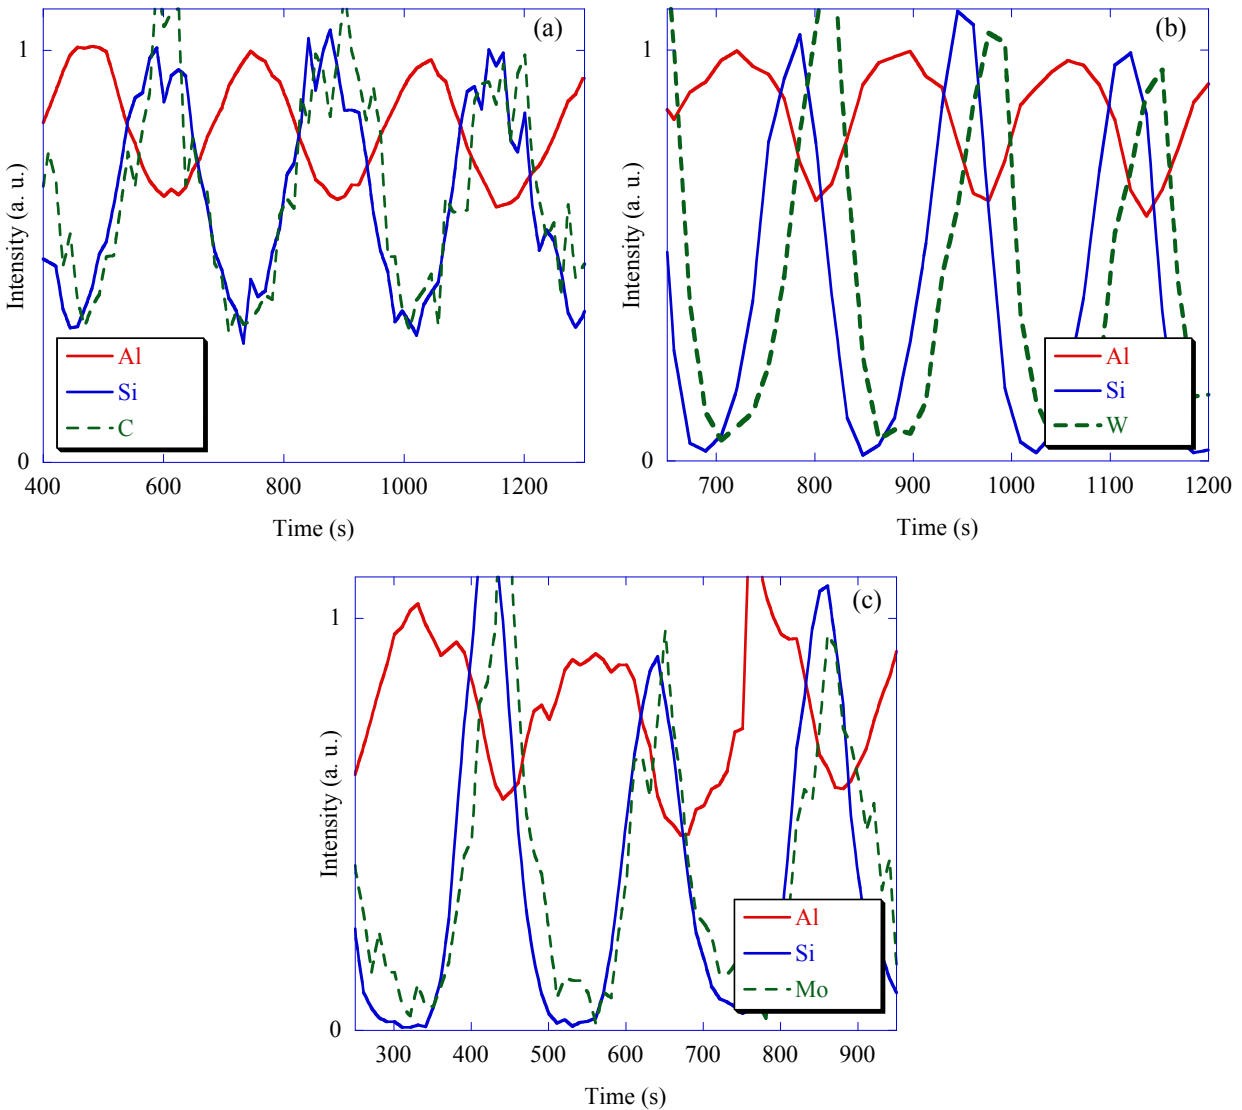 (a)
1
Intensity (a. u.)
Al
Si
C
0
400 600 800 1000 1200
Time (s)
(b)
1
Intensity (a. u.)
Al
Si
W
0
700 800 900 1000 1100 1200
Time (s)
(c)
1
Intensity (a. u.)
Al
Si
Mo
0
300 400 500 600 700 800 900
Time (s)